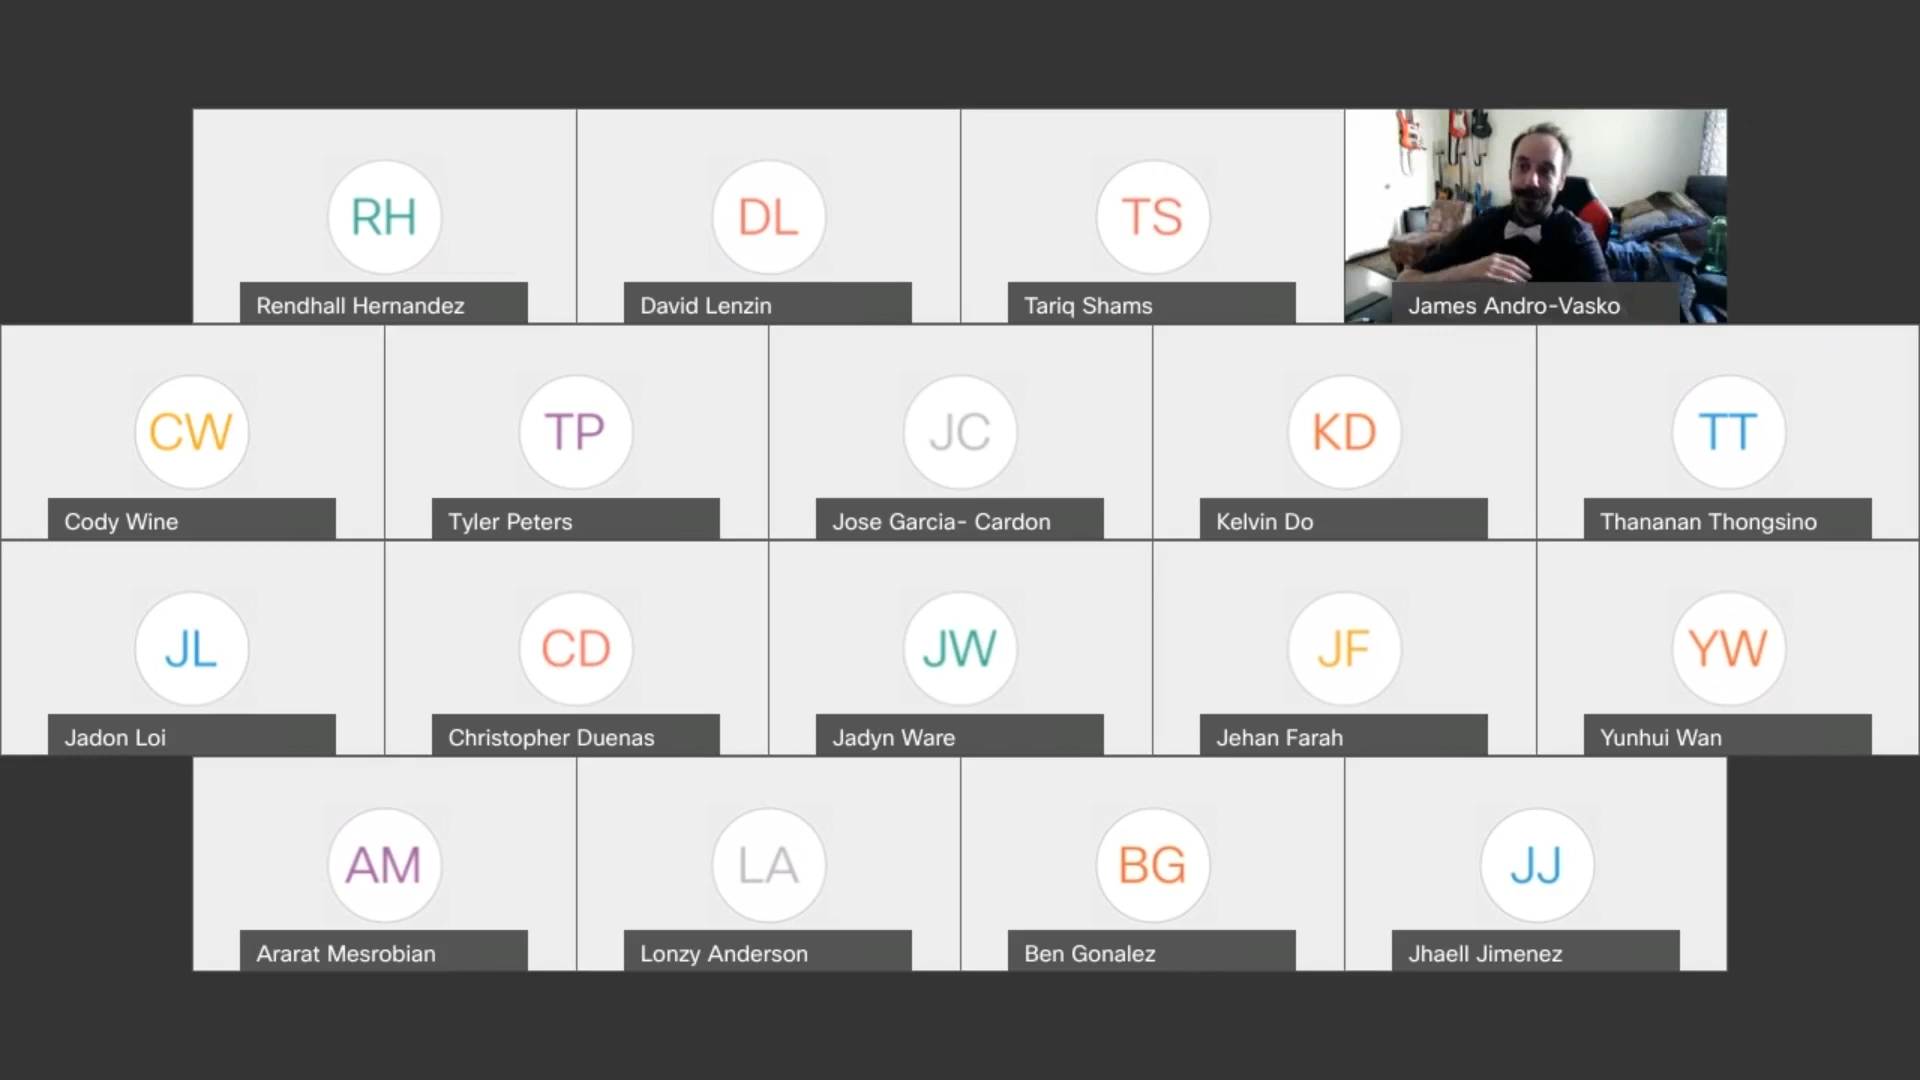 RH
DL
TS
Rendhall Hernandez
David Lenzin
Tariq Shams
James Andro-Vasko
CW
TP
JC
KD
TT
Cody Wine
Tyler Peters
Jose Garcia- Cardon
Kelvin Do
Thananan Thongsino
JL
CD
JW
JF
YW
Jadon Loi
Christopher Duenas
Jadyn Ware
Jehan Farah
Yunhui Wan
AM
LA
BG
JJ
Ararat Mesrobian
Lonzy Anderson
Ben Gonalez
Jhaell Jimenez